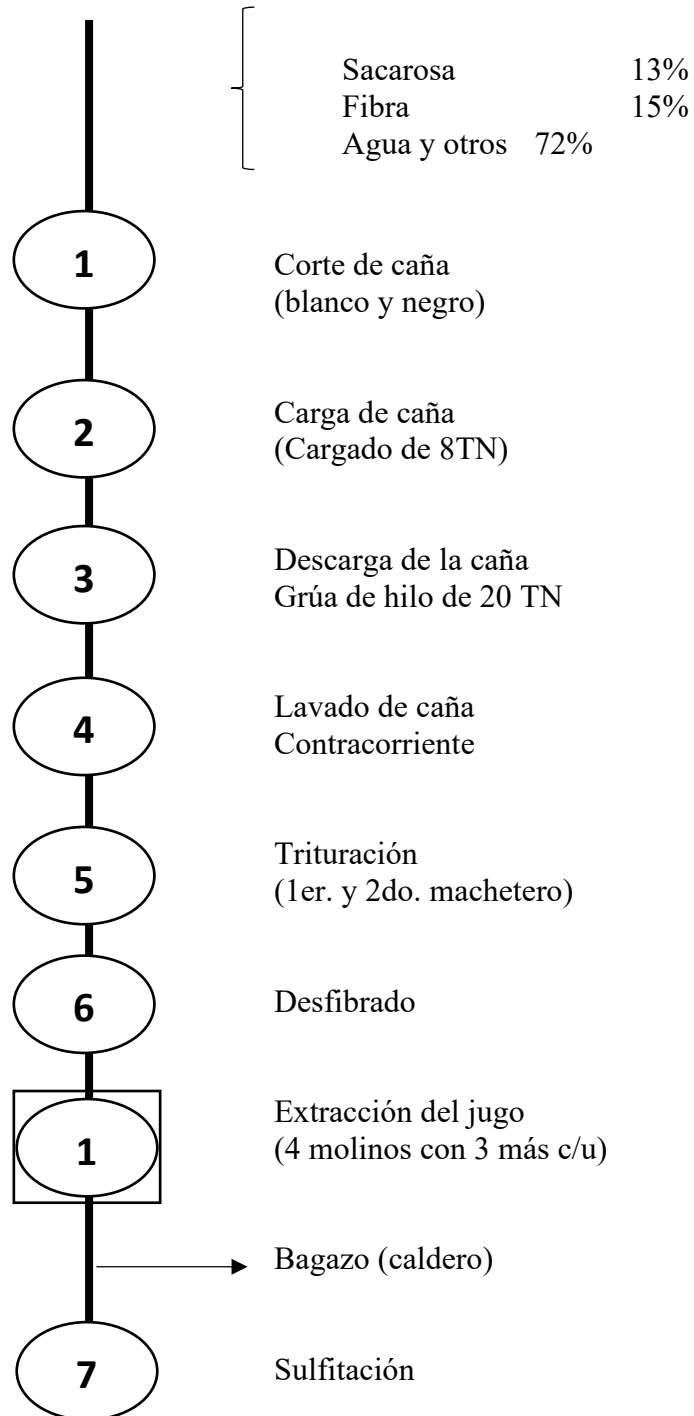 Sacarosa 13%
Fibra 15%
Agua y otros 72%
1 Corte de caña
(blanco y negro)
2 Carga de caña
(Cargado de 8TN)
3 Descarga de la caña
Grúa de hilo de 20 TN
4 Lavado de caña
Contracorriente
5 Trituración
(1er. y 2do. machetero)
6 Desfibrado
1 Extracción del jugo
(4 molinos con 3 más c/u)
Bagazo (caldero)
7 Sulfitación